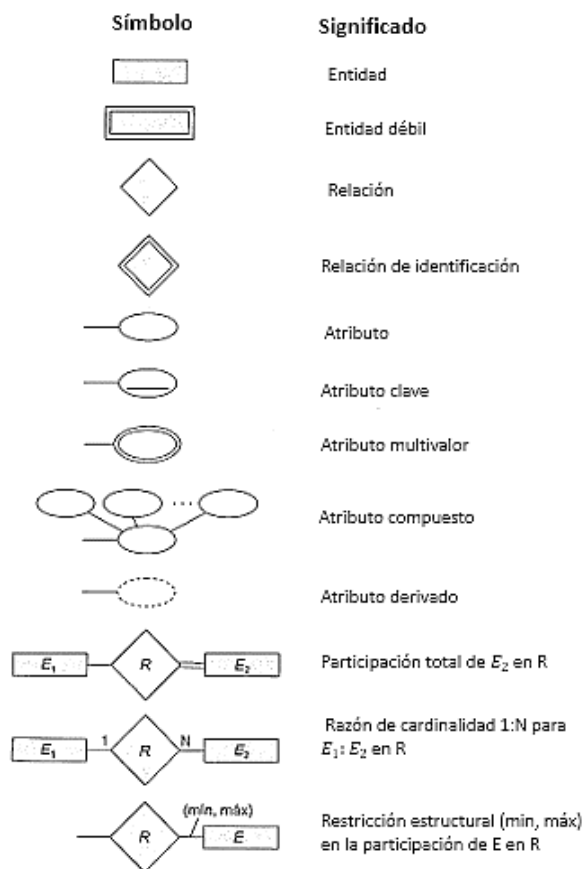 Símbolo Significado
Entidad
Entidad débil
Relación
Relación de identificación
Atributo
Atributo clave
Atributo multivalor
...
Atributo compuesto
Atributo derivado
E₁ R E₂ Participación total de E₂ en R
Razón de cardinalidad 1:N para
E₁ 1 R N E₂
E₁: E₂ en R
(mín, máx)
Restricción estructural (min, máx)
R E
en la participación de E en R